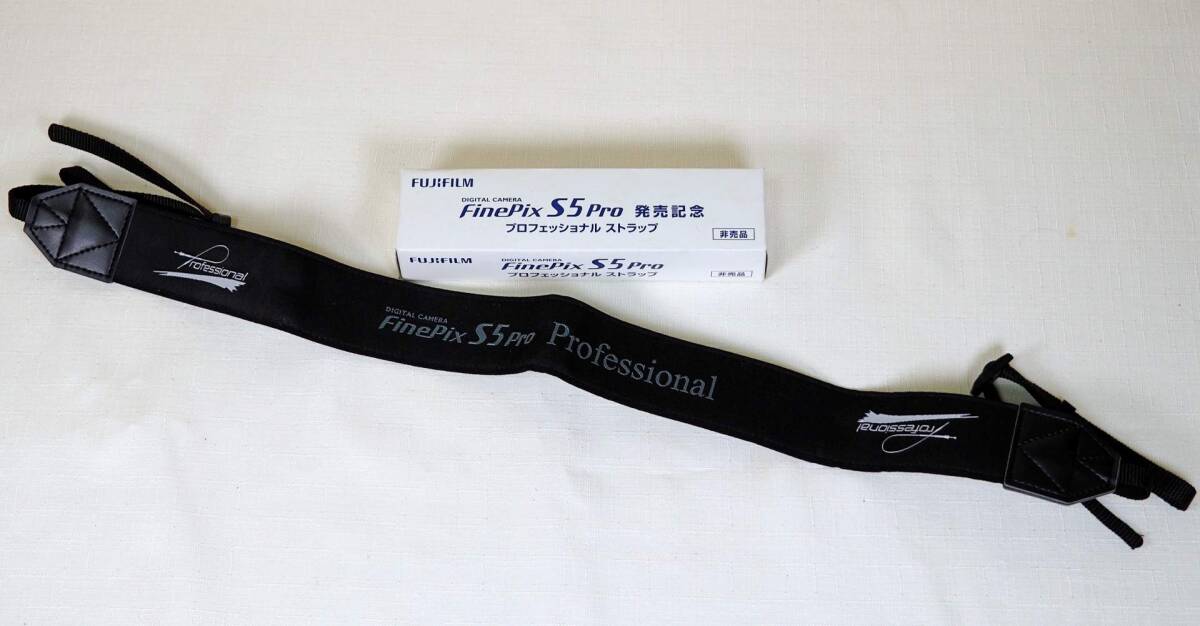 FUJIFILM
DIGITAL CAMERA
FinePix S5 Pro 発売記念
プロフェッショナル ストラップ
非売品
FUJIFILM
DIGITAL CAMERA
FinePix S5 Pro
プロフェッショナル ストラップ
非売品
Professional
DIGITAL CAMERA
FinePix S5 Pro Professional
Professional